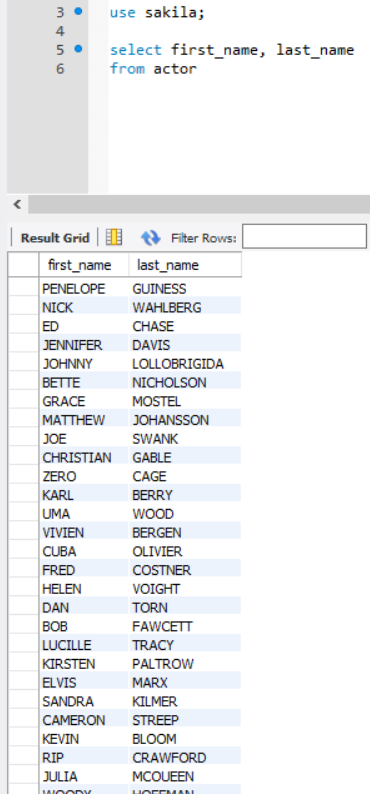 3 use sakila;
4
5 select first_name, last_name
6 from actor
Result Grid Filter Rows:
first_name last_name
PENELOPE GUINESS
NICK WAHLBERG
ED CHASE
JENNIFER DAVIS
JOHNNY LOLLOBRIGIDA
BETTE NICHOLSON
GRACE MOSTEL
MATTHEW JOHANSSON
JOE SWANK
CHRISTIAN GABLE
ZERO CAGE
KARL BERRY
UMA WOOD
VIVIEN BERGEN
CUBA OLIVIER
FRED COSTNER
HELEN VOIGHT
DAN TORN
BOB FAWCETT
LUCILLE TRACY
KIRSTEN PALTROW
ELVIS MARX
SANDRA KILMER
CAMERON STREEP
KEVIN BLOOM
RIP CRAWFORD
JULIA MCQUEEN
WOODY HOFFMAN